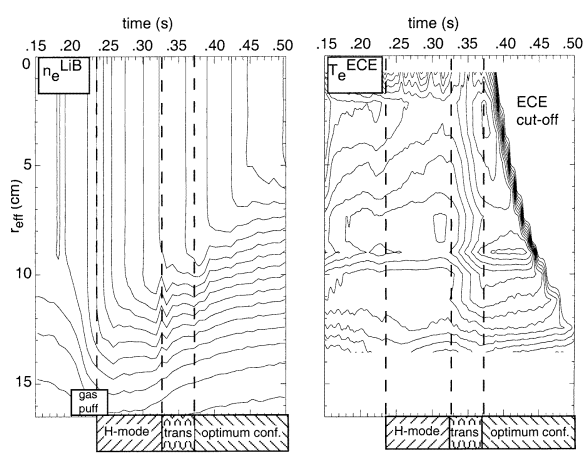 time (s)
.15 .20 .25 .30 .35 .40 .45 .50
n_e^LiB
0
5
10
15
r_eff (cm)
gas
puff
H-mode trans optimum conf.
time (s)
.15 .20 .25 .30 .35 .40 .45 .50
T_e^ECE
ECE
cut-off
H-mode trans optimum conf.